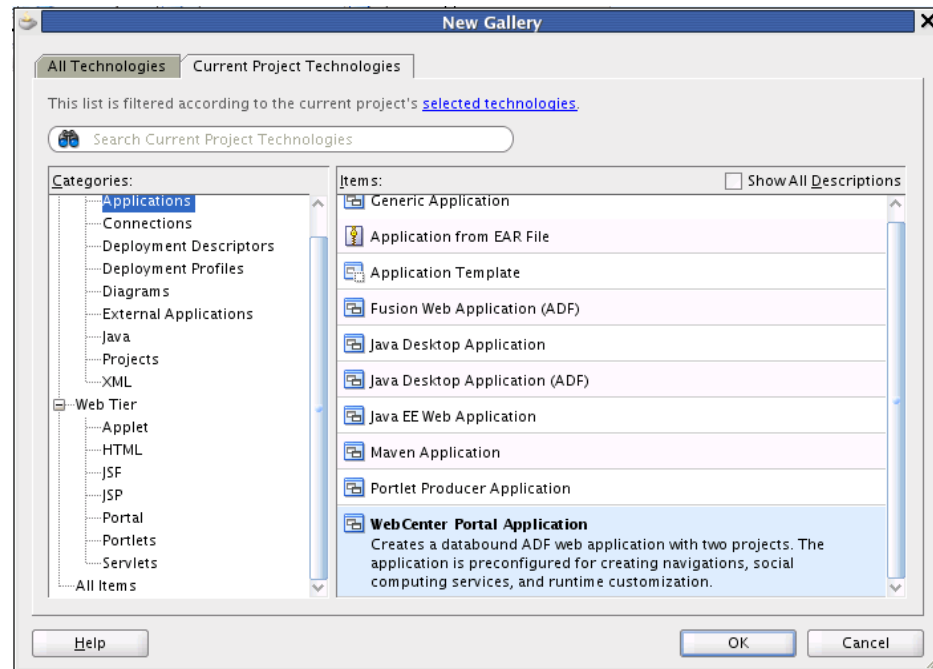 New Gallery
All Technologies
Current Project Technologies
This list is filtered according to the current project's selected technologies.
Search Current Project Technologies
Categories:
Applications
Connections
Deployment Descriptors
Deployment Profiles
Diagrams
External Applications
Java
Projects
XML
Web Tier
Applet
HTML
JSF
JSP
Portal
Portlets
Servlets
All Items
Items:
Show All Descriptions
Generic Application
Application from EAR File
Application Template
Fusion Web Application (ADF)
Java Desktop Application
Java Desktop Application (ADF)
Java EE Web Application
Maven Application
Portlet Producer Application
WebCenter Portal Application
Creates a databound ADF web application with two projects. The
application is preconfigured for creating navigations, social
computing services, and runtime customization.
Help
OK
Cancel